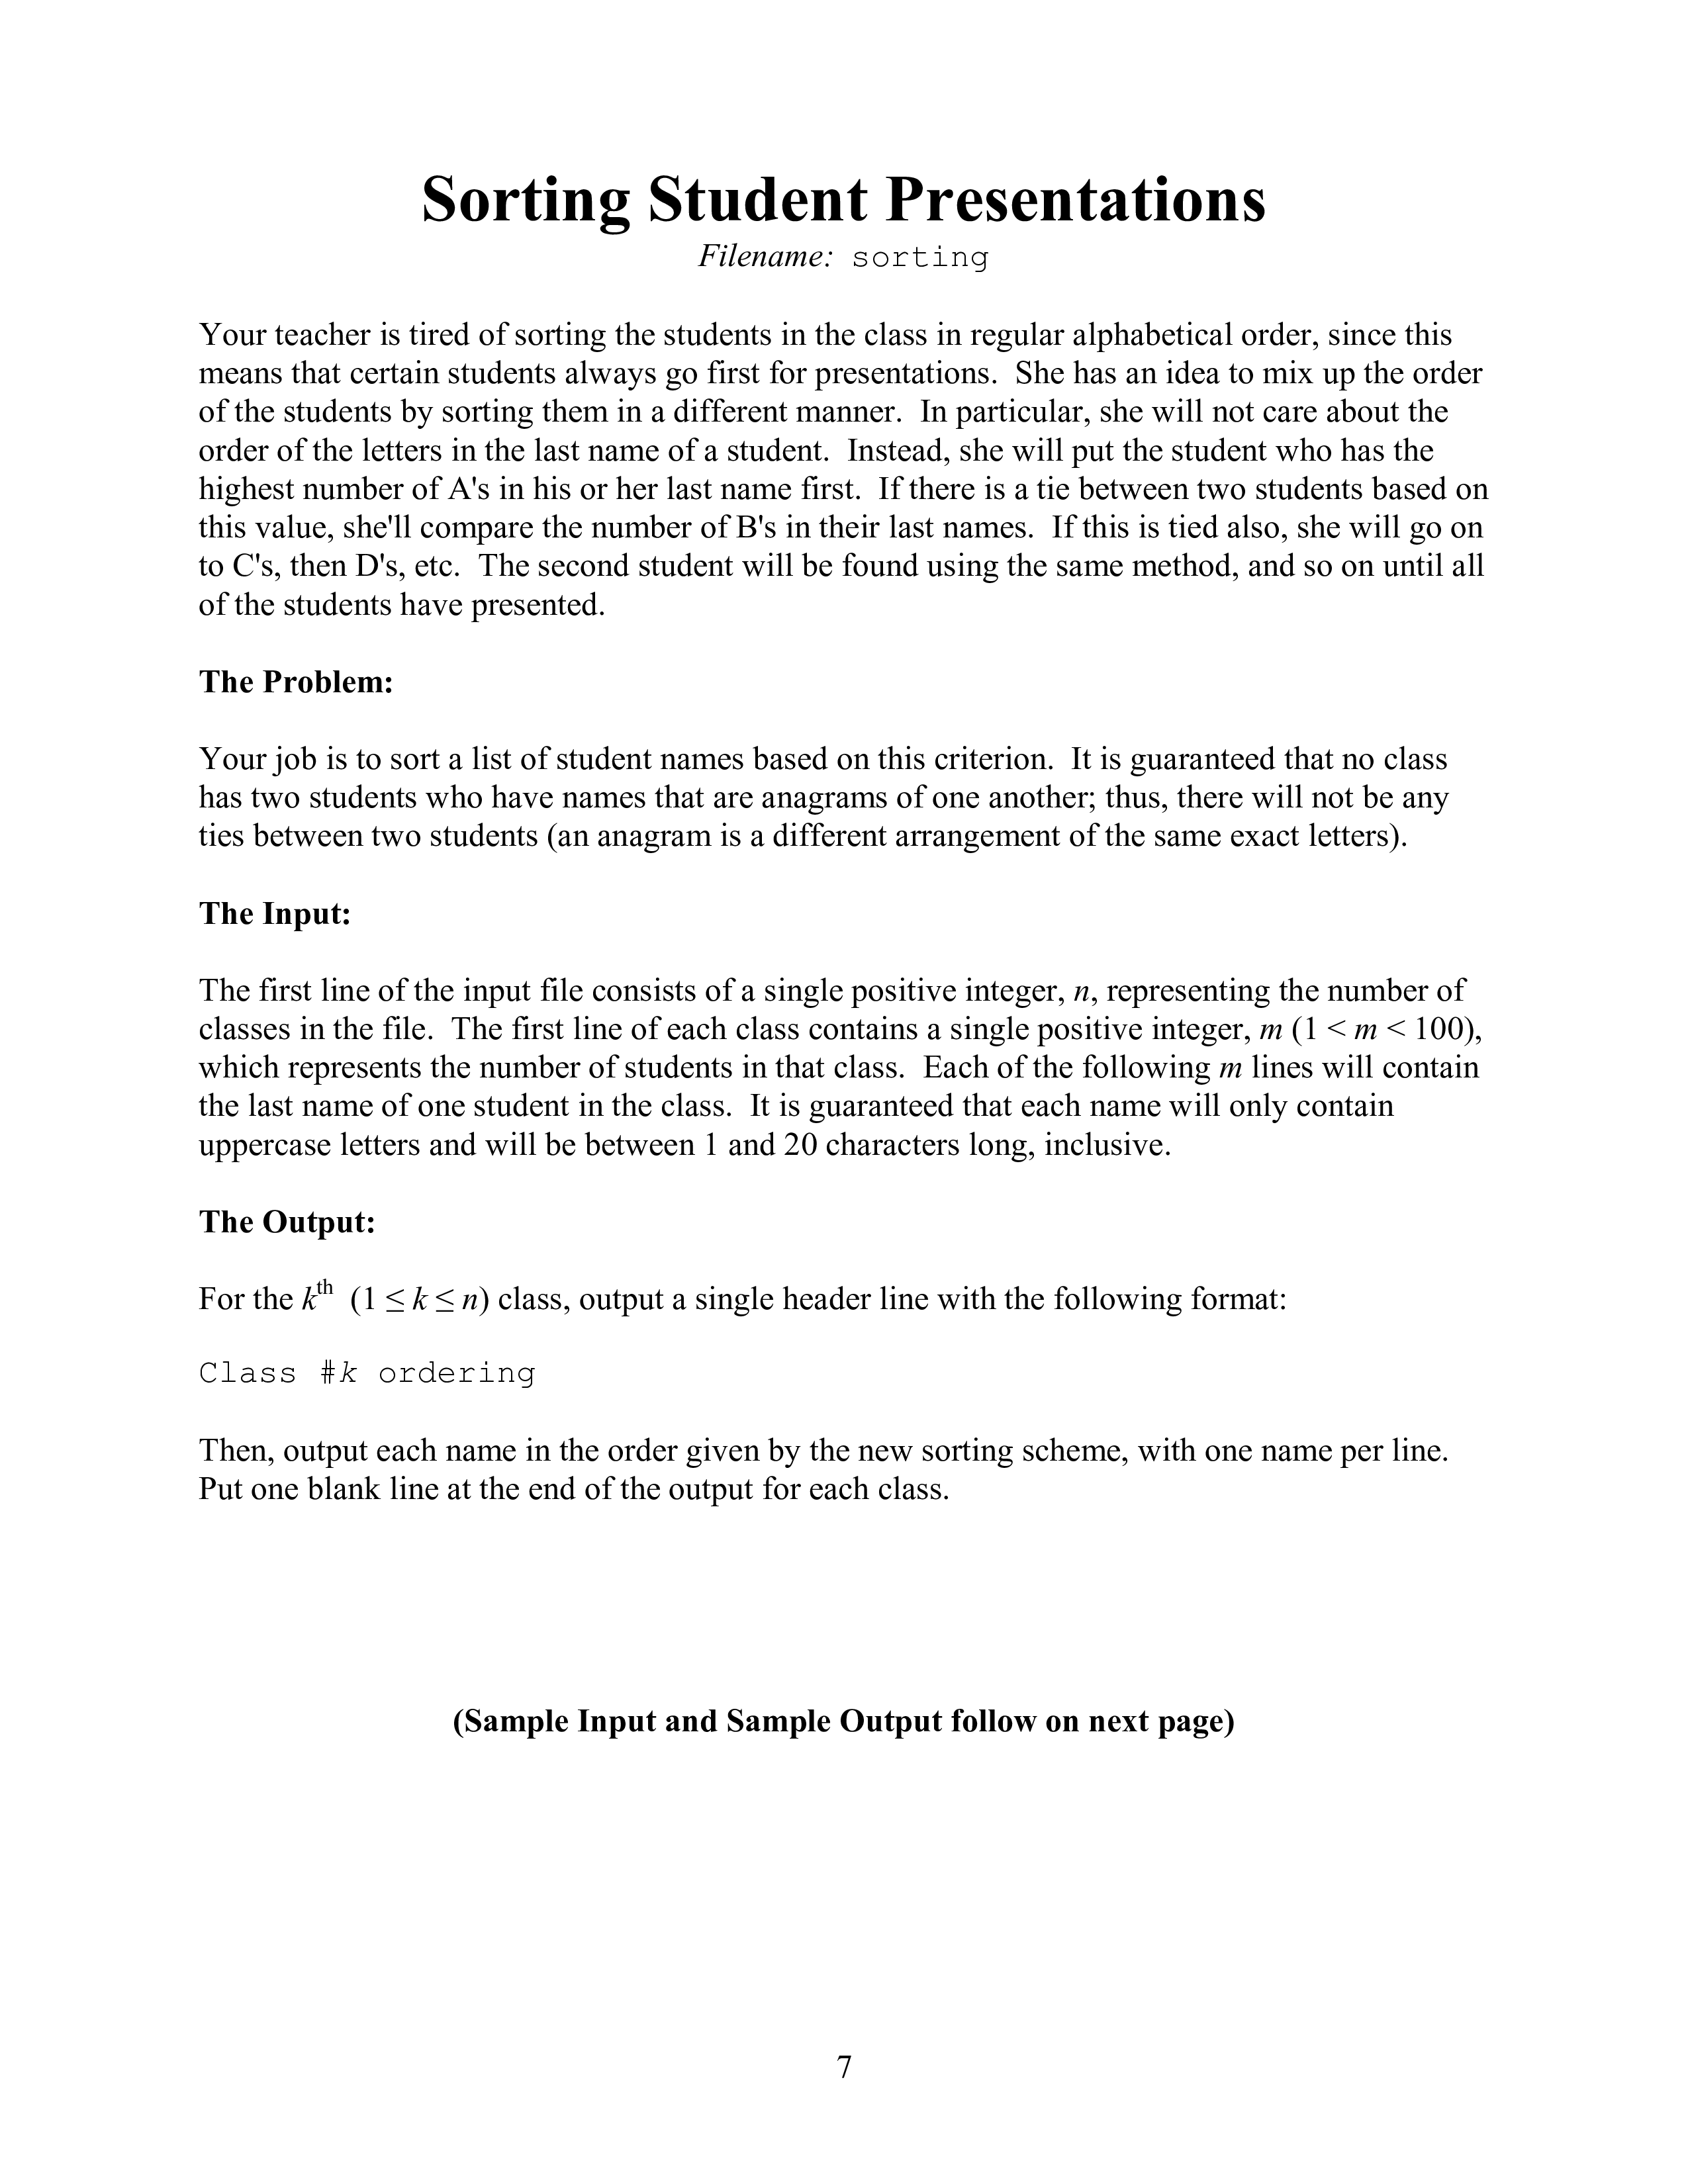 Sorting Student Presentations
Filename: sorting
Your teacher is tired of sorting the students in the class in regular alphabetical order, since this
means that certain students always go first for presentations. She has an idea to mix up the order
of the students by sorting them in a different manner. In particular, she will not care about the
order of the letters in the last name of a student. Instead, she will put the student who has the
highest number of A's in his or her last name first. If there is a tie between two students based on
this value, she'll compare the number of B's in their last names. If this is tied also, she will go on
to C's, then D's, etc. The second student will be found using the same method, and so on until all
of the students have presented.
The Problem:
Your job is to sort a list of student names based on this criterion. It is guaranteed that no class
has two students who have names that are anagrams of one another; thus, there will not be any
ties between two students (an anagram is a different arrangement of the same exact letters).
The Input:
The first line of the input file consists of a single positive integer, n, representing the number of
classes in the file. The first line of each class contains a single positive integer, m (1 < m < 100),
which represents the number of students in that class. Each of the following m lines will contain
the last name of one student in the class. It is guaranteed that each name will only contain
uppercase letters and will be between 1 and 20 characters long, inclusive.
The Output:
For the kth (1 ≤ k ≤ n) class, output a single header line with the following format:
Class #k ordering
Then, output each name in the order given by the new sorting scheme, with one name per line.
Put one blank line at the end of the output for each class.
(Sample Input and Sample Output follow on next page)
7